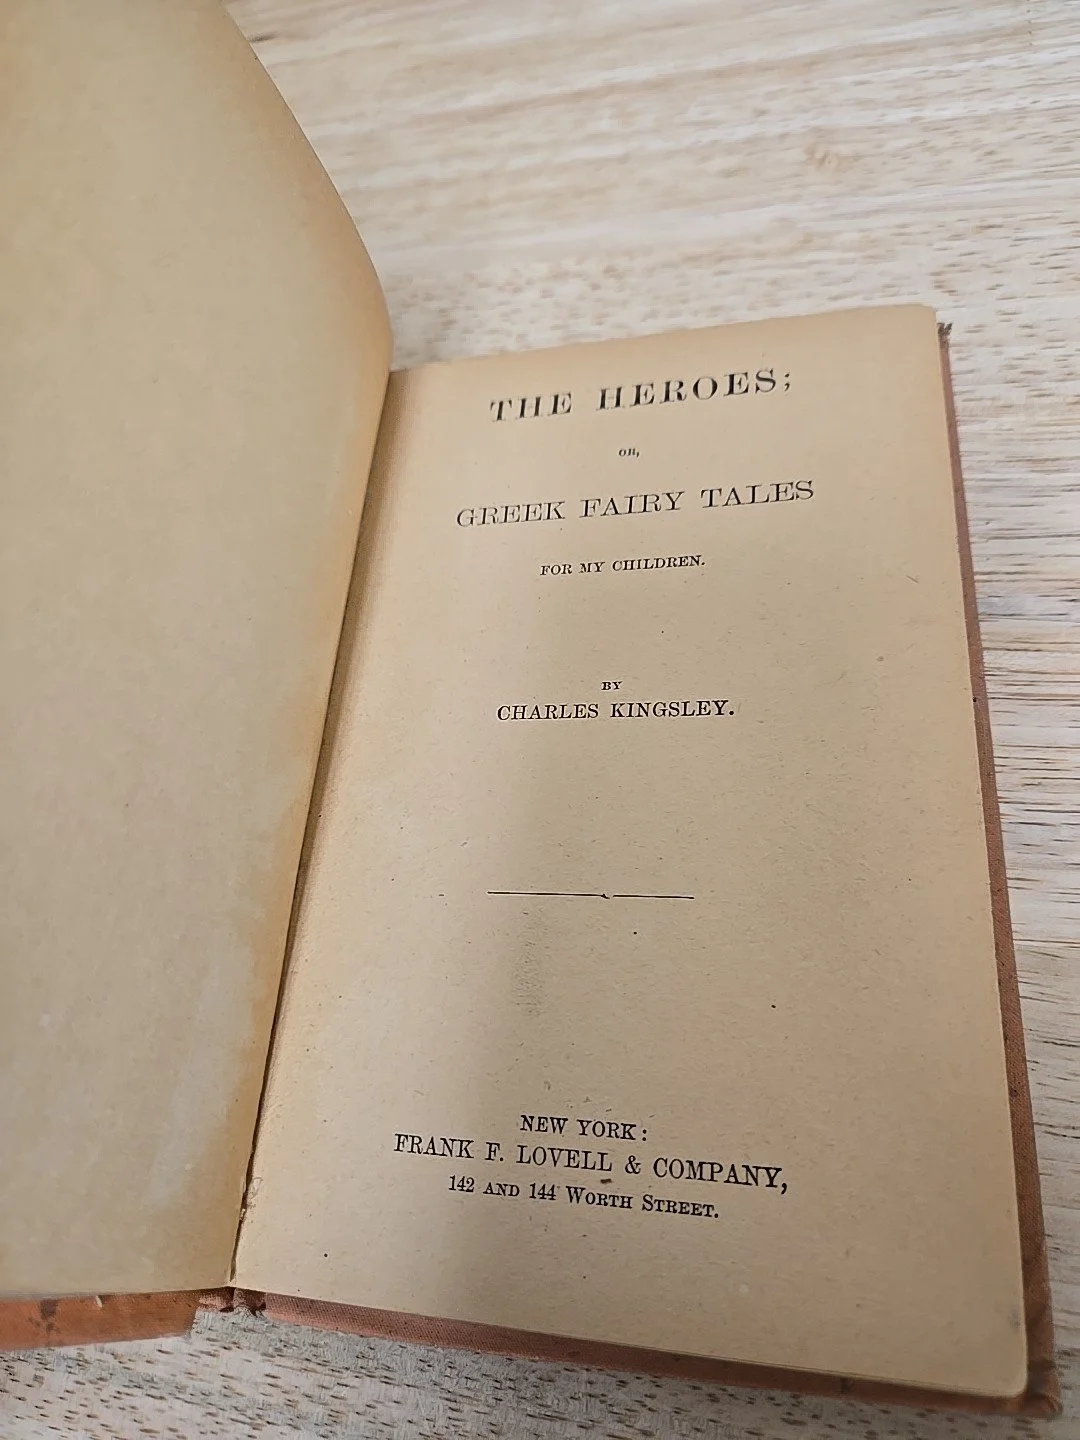 THE HEROES;
OR,
GREEK FAIRY TALES
FOR MY CHILDREN.
BY
CHARLES KINGSLEY.
NEW YORK:
FRANK F. LOVELL & COMPANY,
142 AND 144 WORTH STREET.